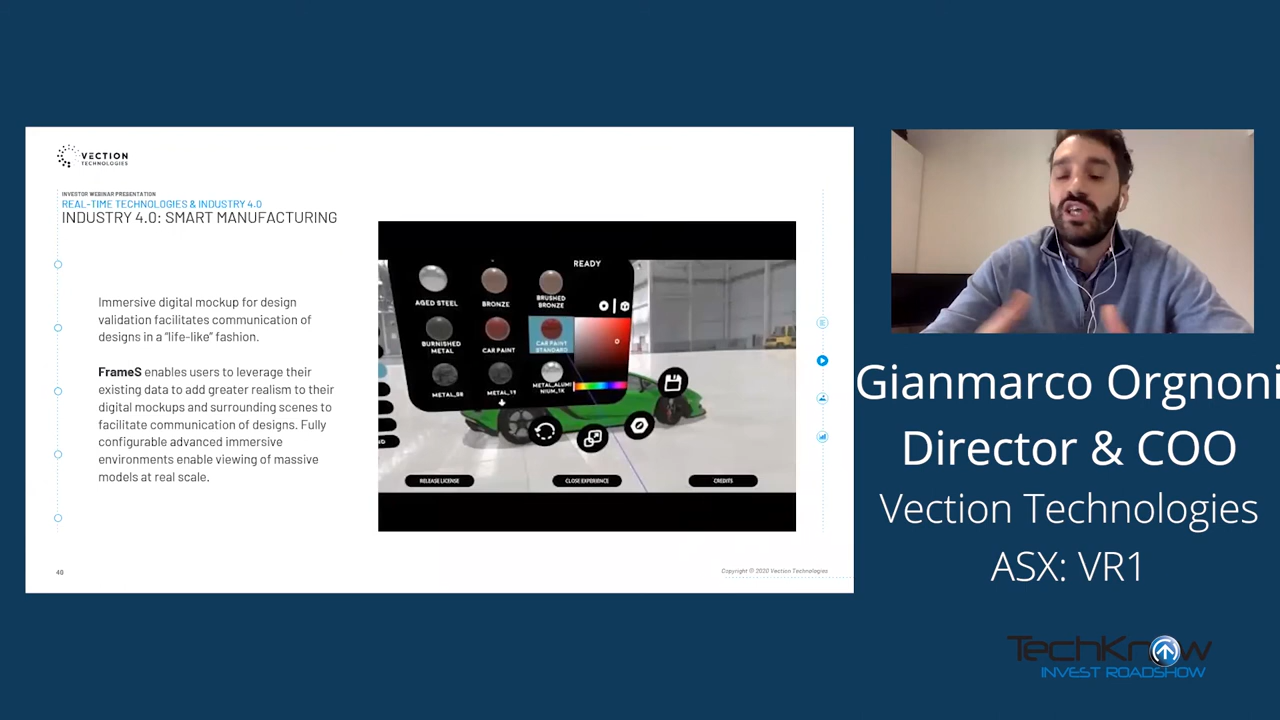 VECTION
TECHNOLOGIES
INVESTOR WEBINAR PRESENTATION
REAL-TIME TECHNOLOGIES & INDUSTRY 4.0
INDUSTRY 4.0: SMART MANUFACTURING
Immersive digital mockup for design
validation facilitates communication of
designs in a “life-like” fashion.
FrameS enables users to leverage their
existing data to add greater realism to their
digital mockups and surrounding scenes to
facilitate communication of designs. Fully
configurable advanced immersive
environments enable viewing of massive
models at real scale.
READY
AGED STEEL
BRONZE
BRUSHED
BRONZE
BURNISHED
METAL
CAR PAINT
CAR PAINT
STANDARD
METAL_ALUMI
NIUM_1K
RELEASE LICENSE
CLOSE EXPERIENCE
CREDITS
40
Copyright © 2020 Vection Technologies
Gianmarco Orgnoni
Director & COO
Vection Technologies
ASX: VR1
TechKnow
INVEST ROADSHOW